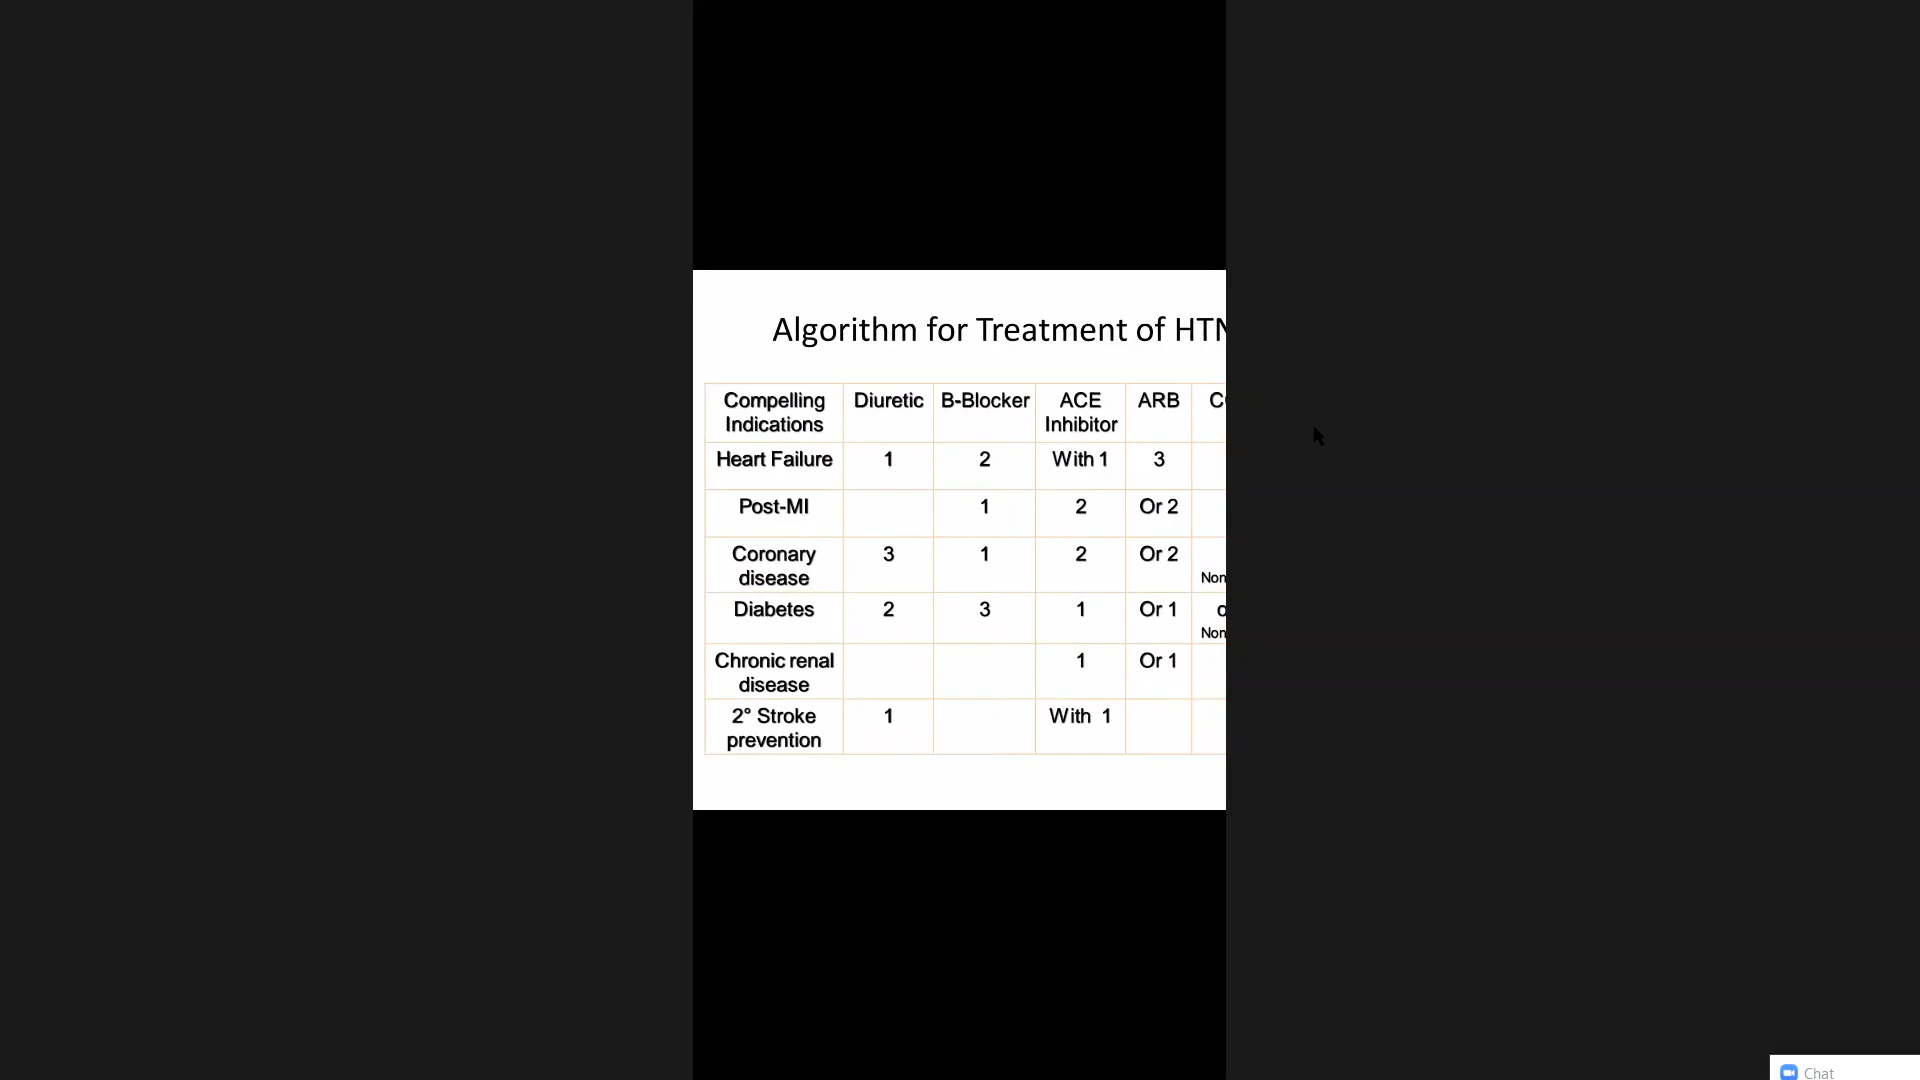 Algorithm for Treatment of HTN
Compelling Indications Diuretic B-Blocker ACE Inhibitor ARB
Heart Failure 1 2 With 1 3
Post-MI 1 2 Or 2
Coronary disease 3 1 2 Or 2
Non
Diabetes 2 3 1 Or 1
Non
Chronic renal disease 1 Or 1
2° Stroke prevention 1 With 1
Chat